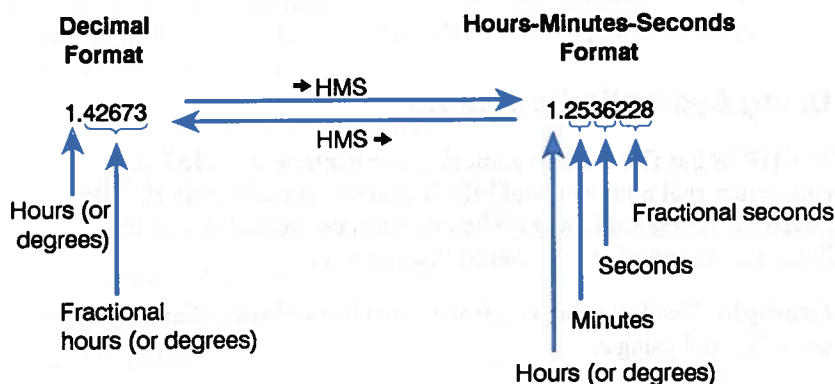 Decimal
Format
Hours-Minutes-Seconds
Format
→HMS
1.42673
1.2536228
HMS→
Hours (or
degrees)
Fractional seconds
Seconds
Fractional
hours (or degrees)
Minutes
Hours (or degrees)